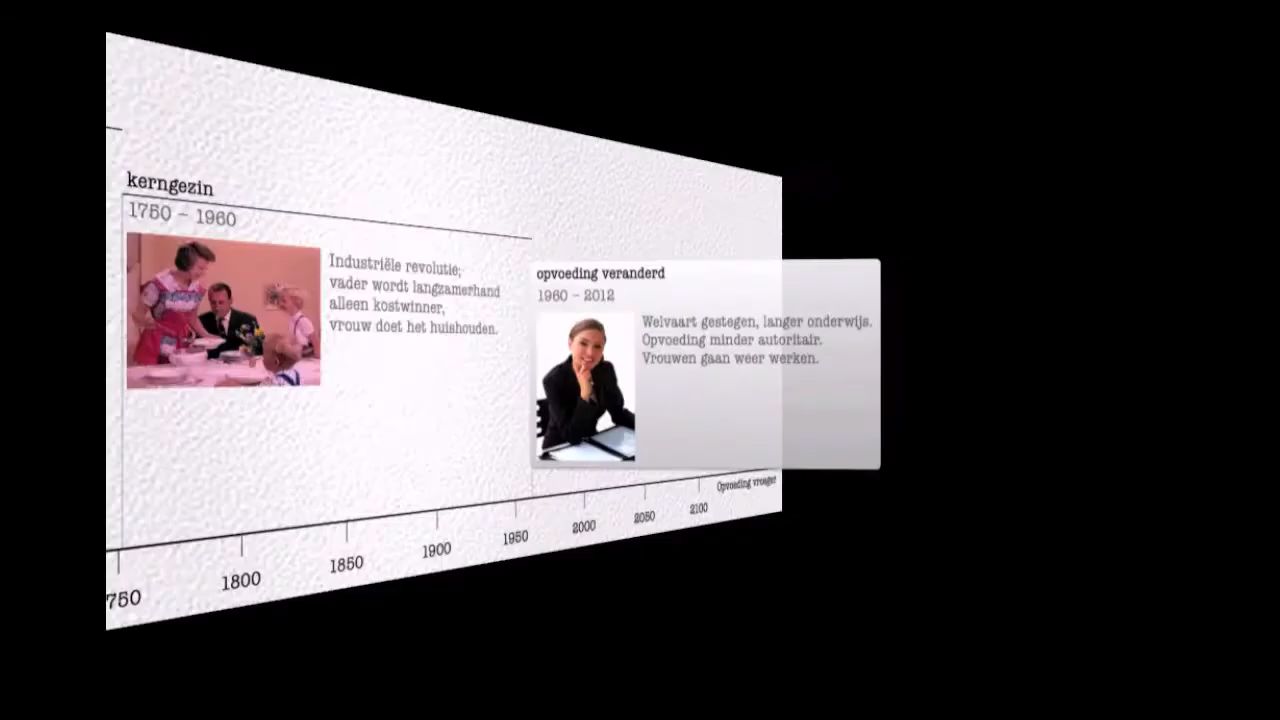 kerngezin
1750 – 1960
Industriële revolutie;
vader wordt langzamerhand
alleen kostwinner,
vrouw doet het huishouden.
opvoeding veranderd
1960 – 2012
Welvaart gestegen, langer onderwijs.
Opvoeding minder autoritair.
Vrouwen gaan weer werken.
750
1800
1850
1900
1950
2000
2050
2100
Opvoeding vroeger